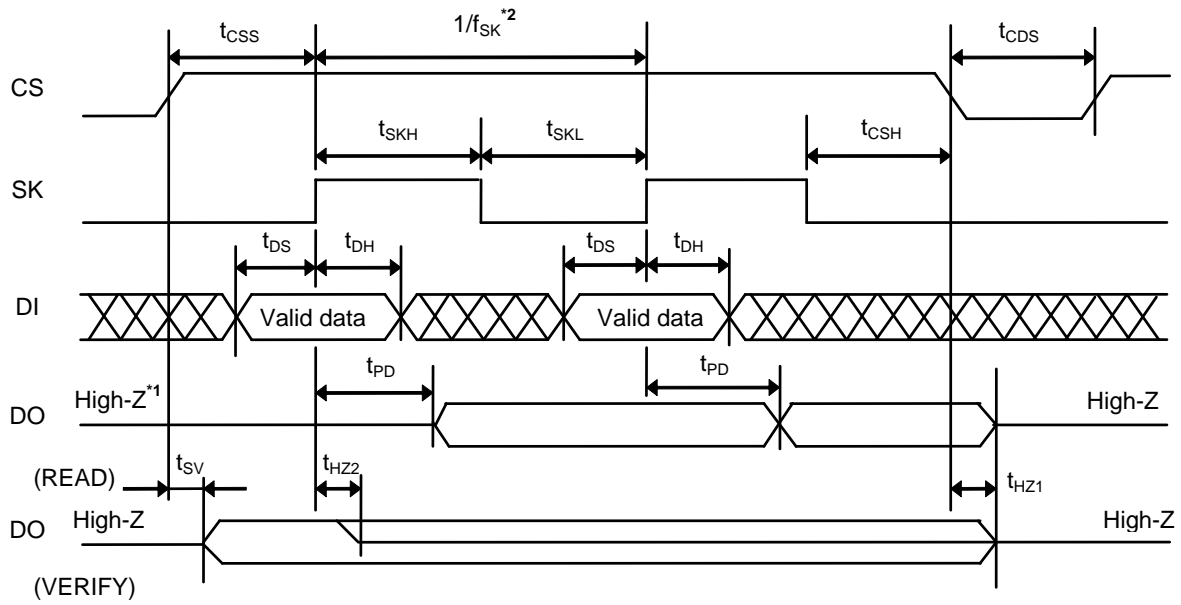 tCSS 1/fSK*2 tCDS
CS
tSKH tSKL tCSH
SK
tDS tDH tDS tDH
DI Valid data Valid data
tPD tPD
High-Z*1 High-Z
DO
(READ) tSV tHZ2 tHZ1
High-Z High-Z
DO
(VERIFY)